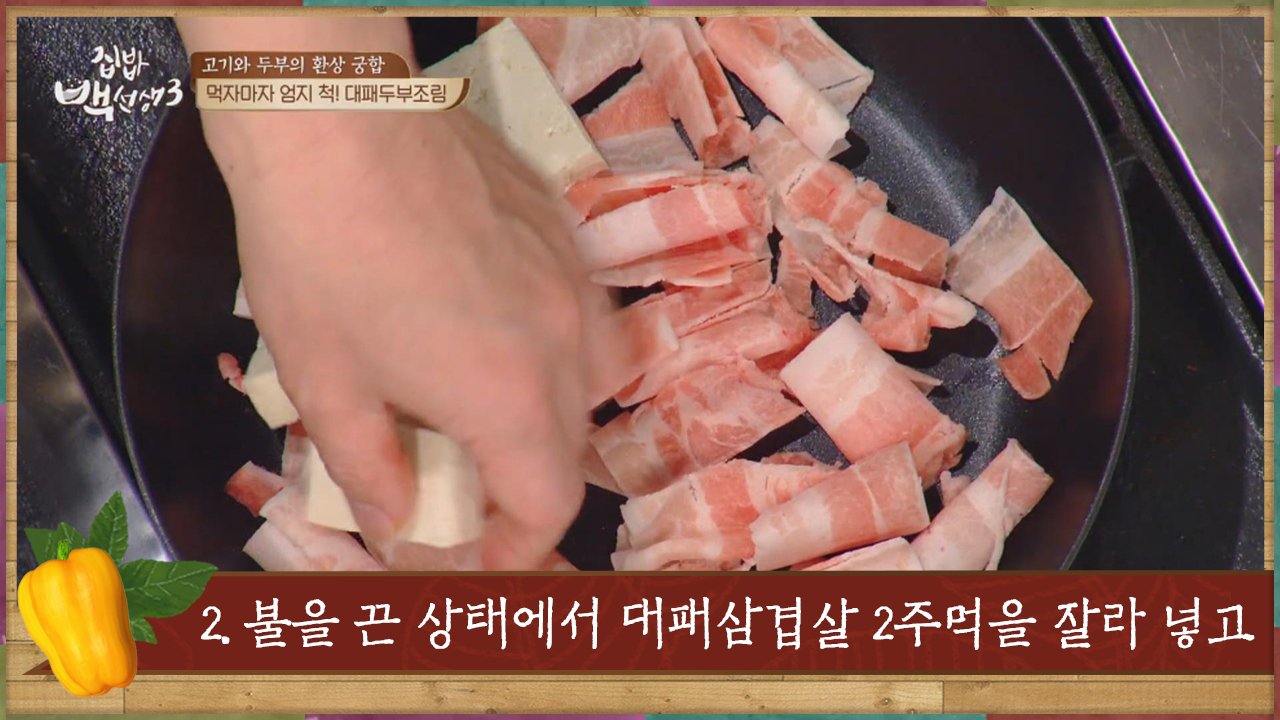 집밥
백선생3
고기와 두부의 환상 궁합
먹자마자 엄지 척! 대패두부조림
2. 불을 끈 상태에서 대패삼겹살 2주먹을 잘라 넣고